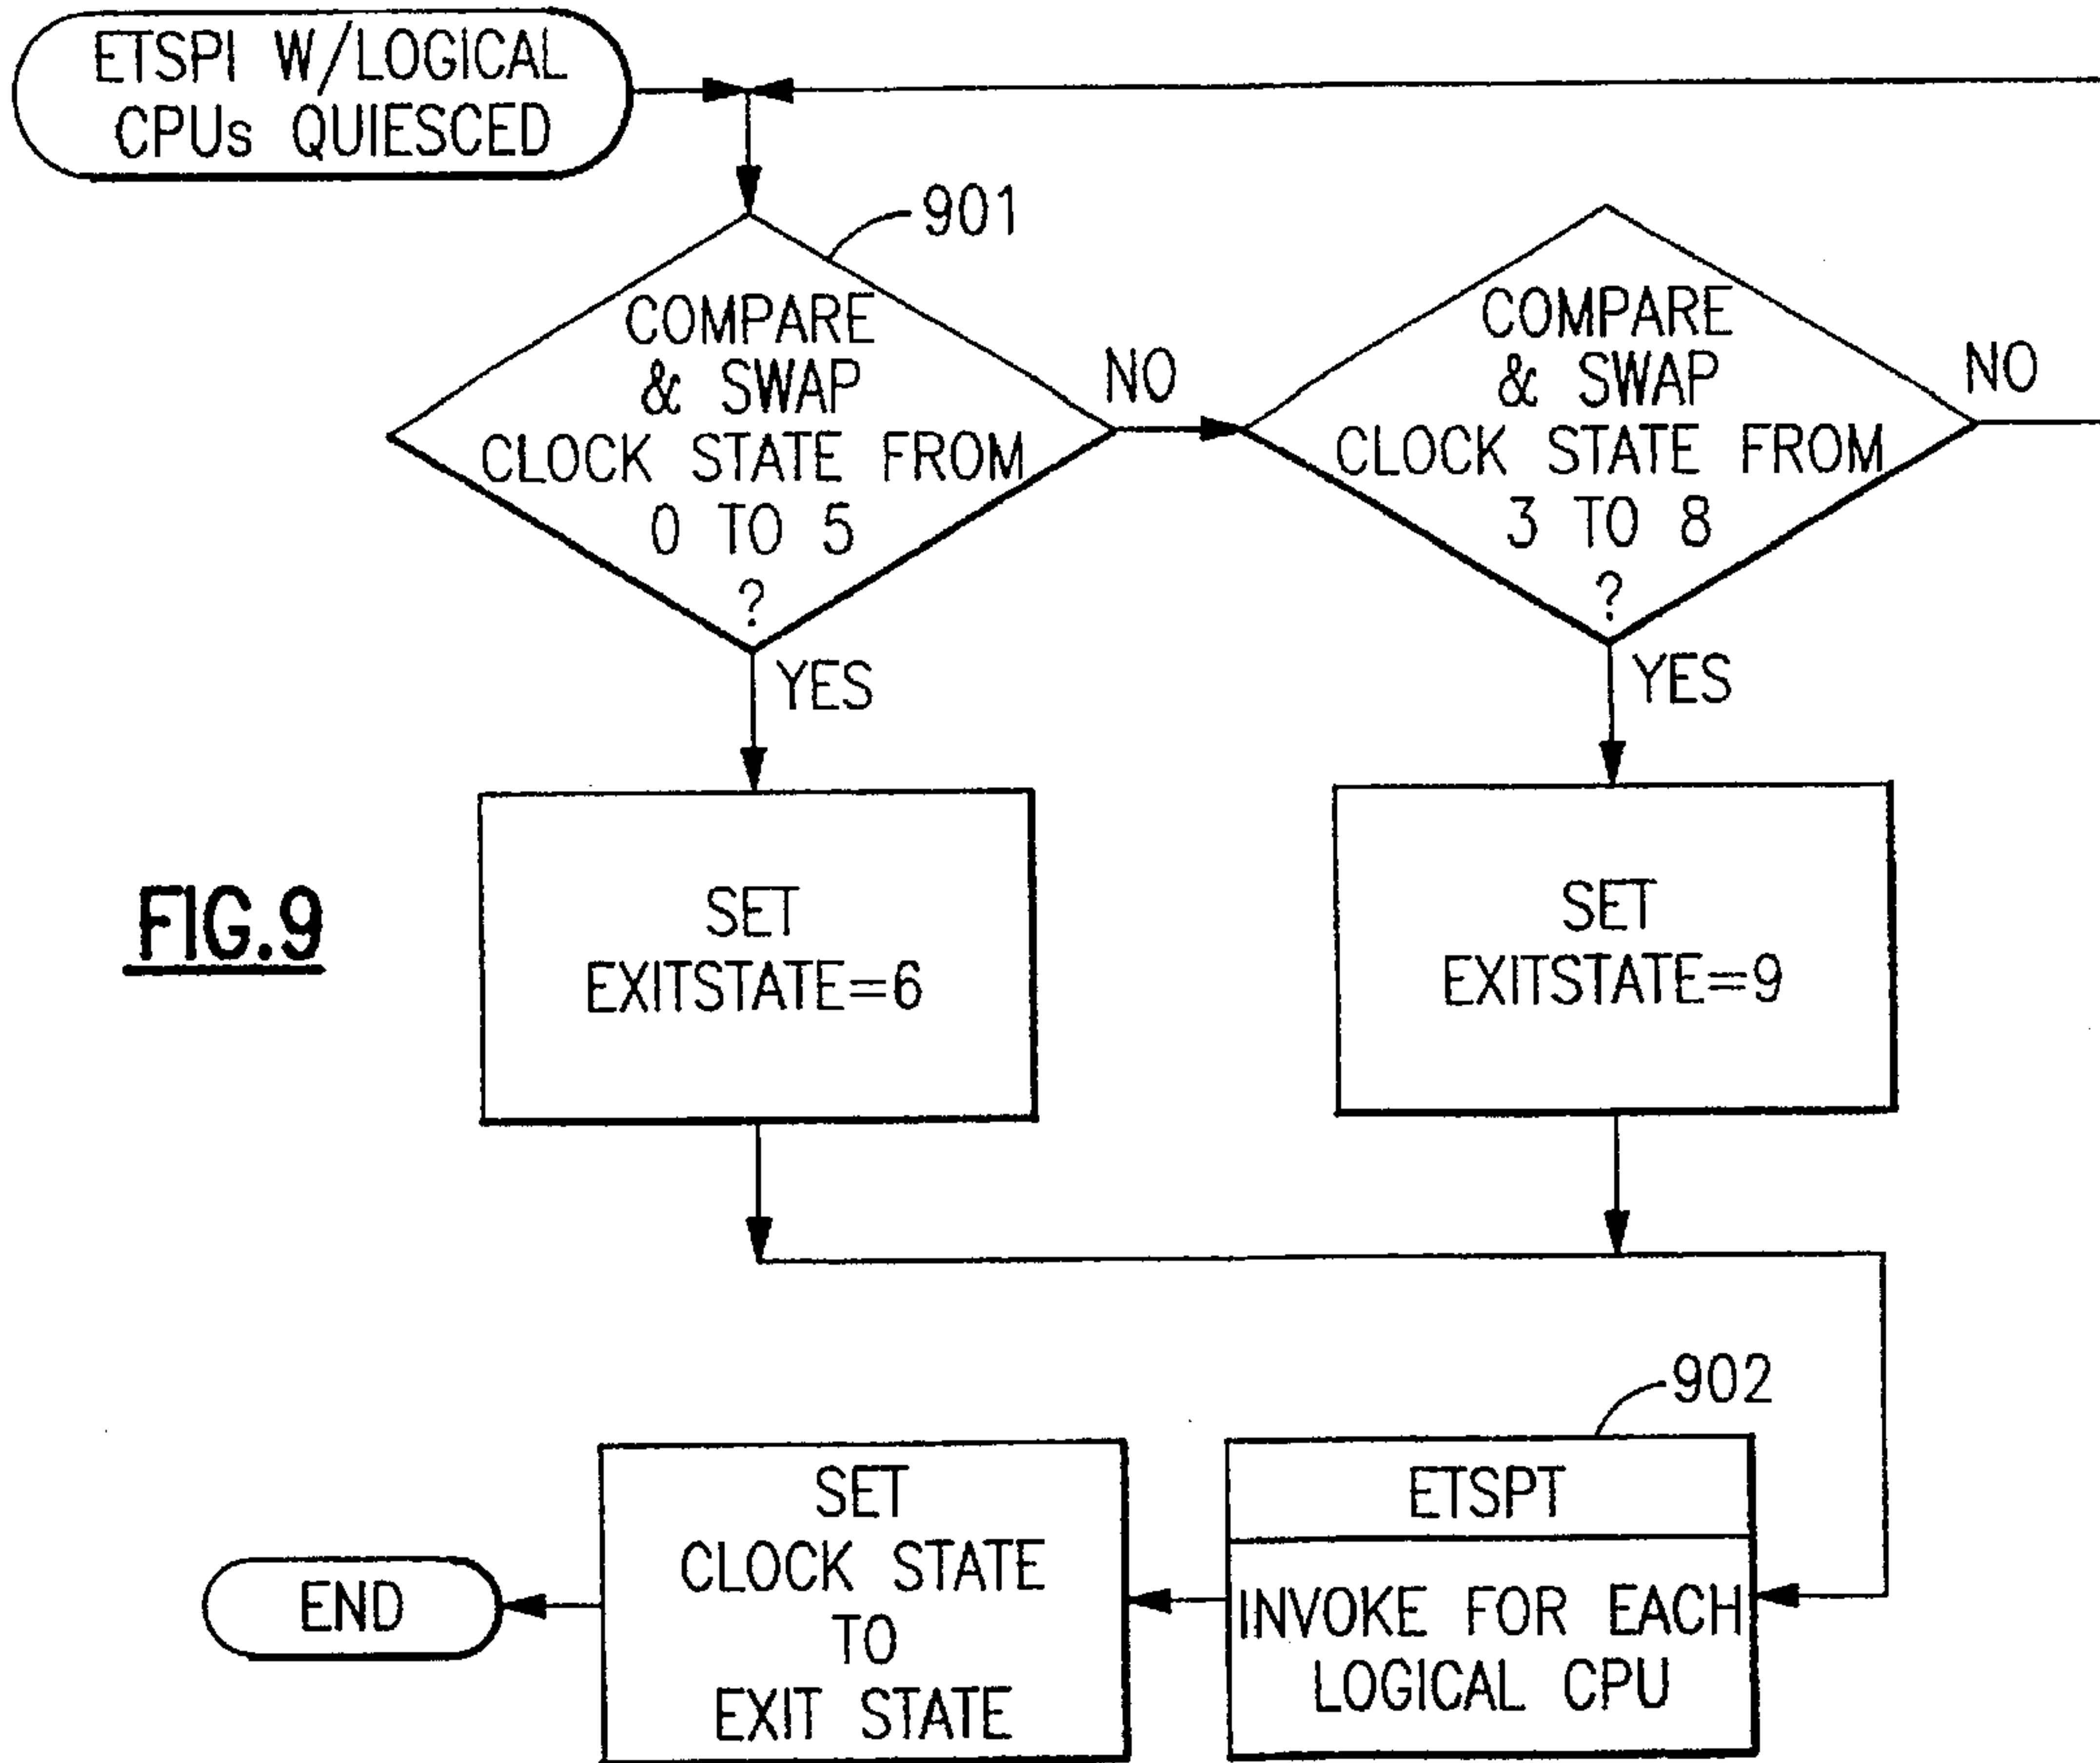 ETSPI W/LOGICAL
CPUs QUIESCED
901
COMPARE
& SWAP
CLOCK STATE FROM
0 TO 5
?
NO
YES
COMPARE
& SWAP
CLOCK STATE FROM
3 TO 8
?
NO
YES
SET
EXITSTATE=6
SET
EXITSTATE=9
FIG.9
902
ETSPT
INVOKE FOR EACH
LOGICAL CPU
SET
CLOCK STATE
TO
EXIT STATE
END